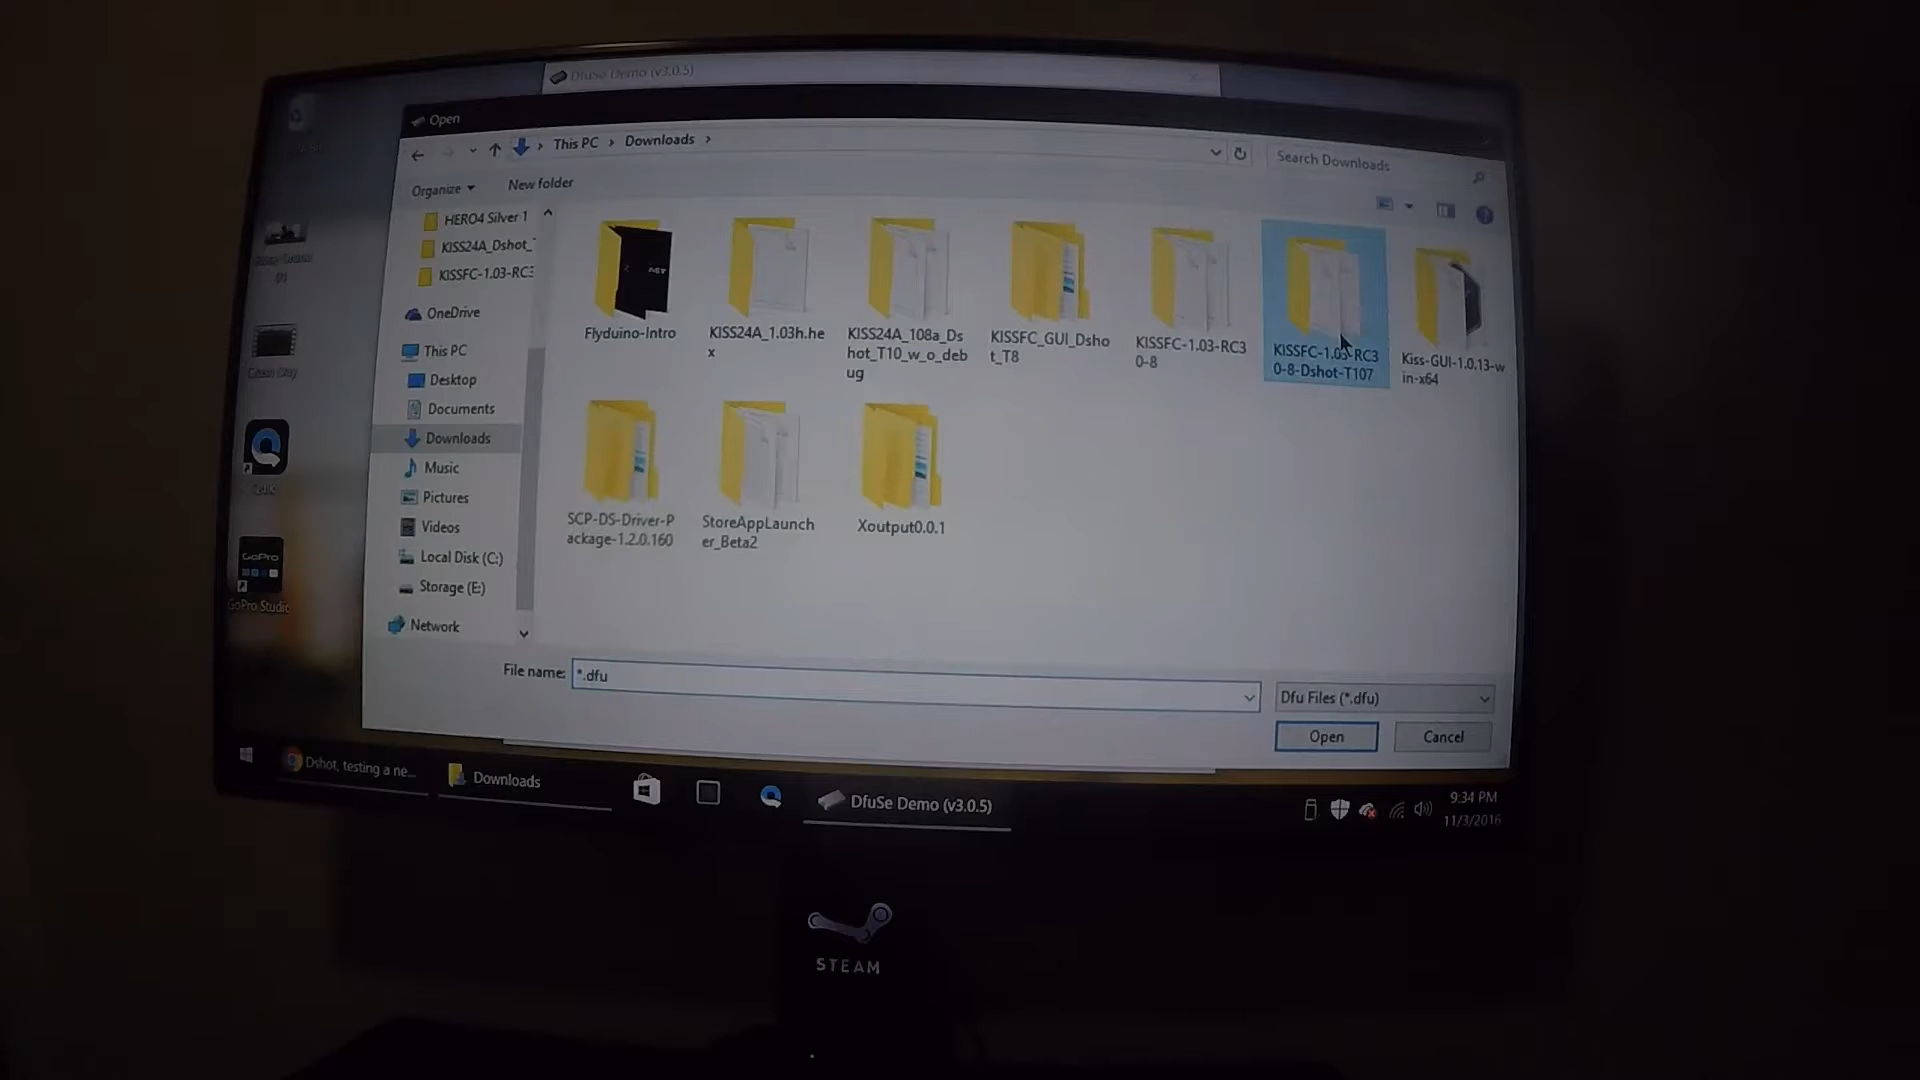 DfuSe Demo (v3.0.5)
Open
This PC > Downloads >
Search Downloads
Organize
New folder
HERO4 Silver 1
KISS24A_Dshot_
KISSFC-1.03-RC3
OneDrive
This PC
Desktop
Documents
Downloads
Music
Pictures
Videos
Local Disk (C:)
Storage (E:)
Network
Flyduino-Intro
KISS24A_1.03h.he
x
KISS24A_108a_Ds
hot_T10_w_o_deb
ug
KISSFC_GUI_Dsho
t_T8
KISSFC-1.03-RC3
0-8
KISSFC-1.03-RC3
0-8-Dshot-T107
Kiss-GUI-1.0.13-w
in-x64
SCP-DS-Driver-P
ackage-1.2.0.160
StoreAppLaunch
er_Beta2
Xoutput0.0.1
File name:
*.dfu
Dfu Files (*.dfu)
Open
Cancel
GoPro
GoPro Studio
Dshot, testing a ne...
Downloads
DfuSe Demo (v3.0.5)
9:34 PM
11/3/2016
STEAM